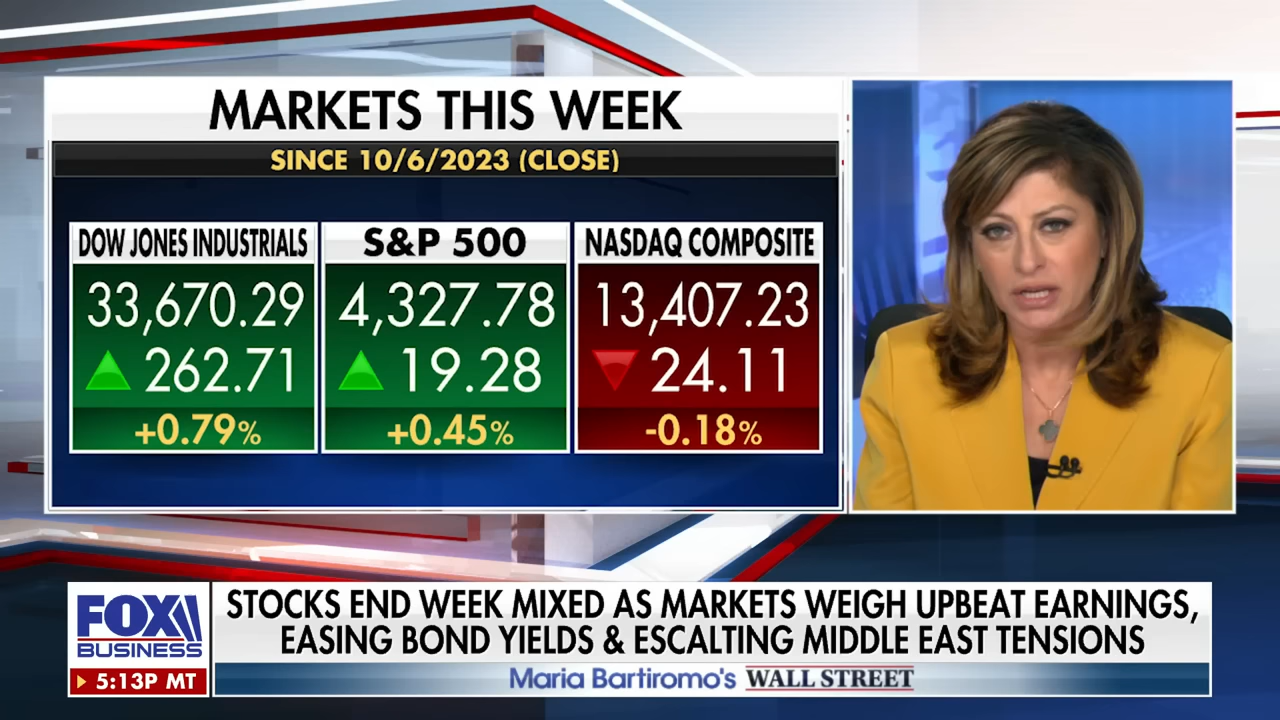 MARKETS THIS WEEK
SINCE 10/6/2023 (CLOSE)
DOW JONES INDUSTRIALS
33,670.29
▲ 262.71
+0.79%
S&P 500
4,327.78
▲ 19.28
+0.45%
NASDAQ COMPOSITE
13,407.23
▼ 24.11
-0.18%
FOX
BUSINESS
5:13P MT
STOCKS END WEEK MIXED AS MARKETS WEIGH UPBEAT EARNINGS,
EASING BOND YIELDS & ESCALTING MIDDLE EAST TENSIONS
Maria Bartiromo's WALL STREET